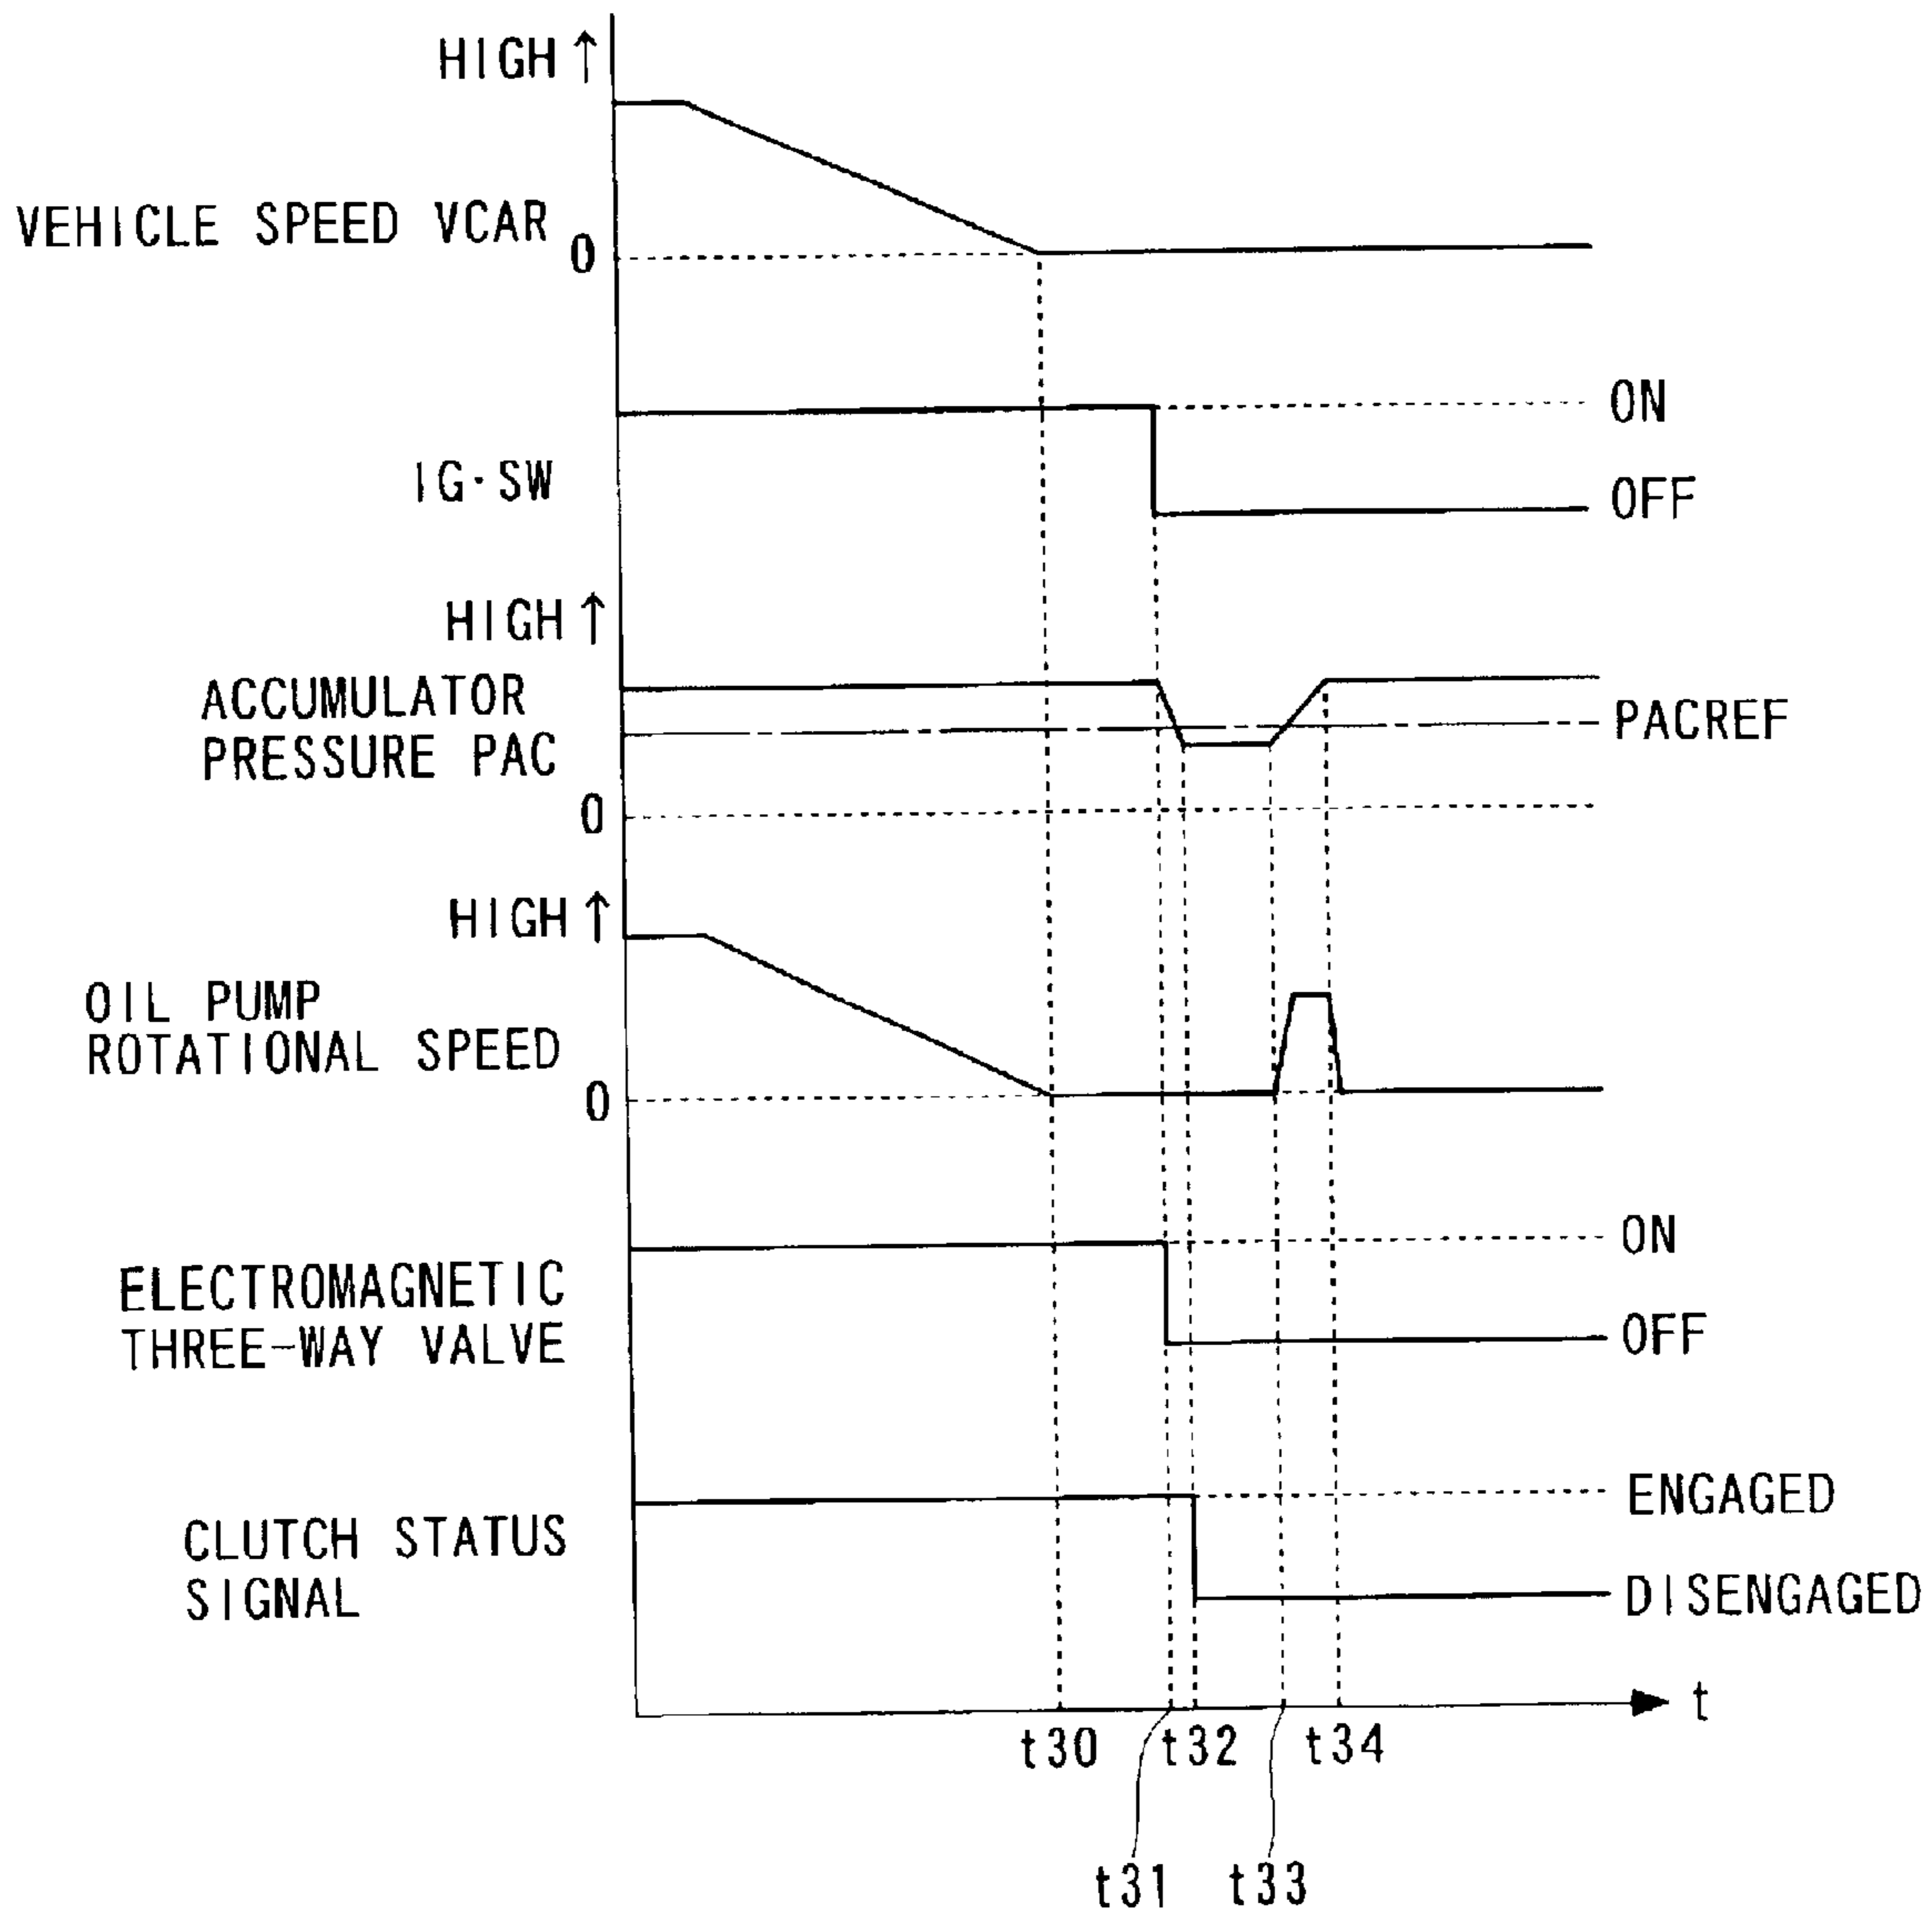 HIGH ↑
VEHICLE SPEED VCAR
0
ON
IG·SW
OFF
HIGH ↑
ACCUMULATOR
PRESSURE PAC
PACREF
0
HIGH ↑
OIL PUMP
ROTATIONAL SPEED
0
ON
ELECTROMAGNETIC
THREE-WAY VALVE
OFF
ENGAGED
CLUTCH STATUS
SIGNAL
DISENGAGED
t
t30 t32 t34
t31 t33